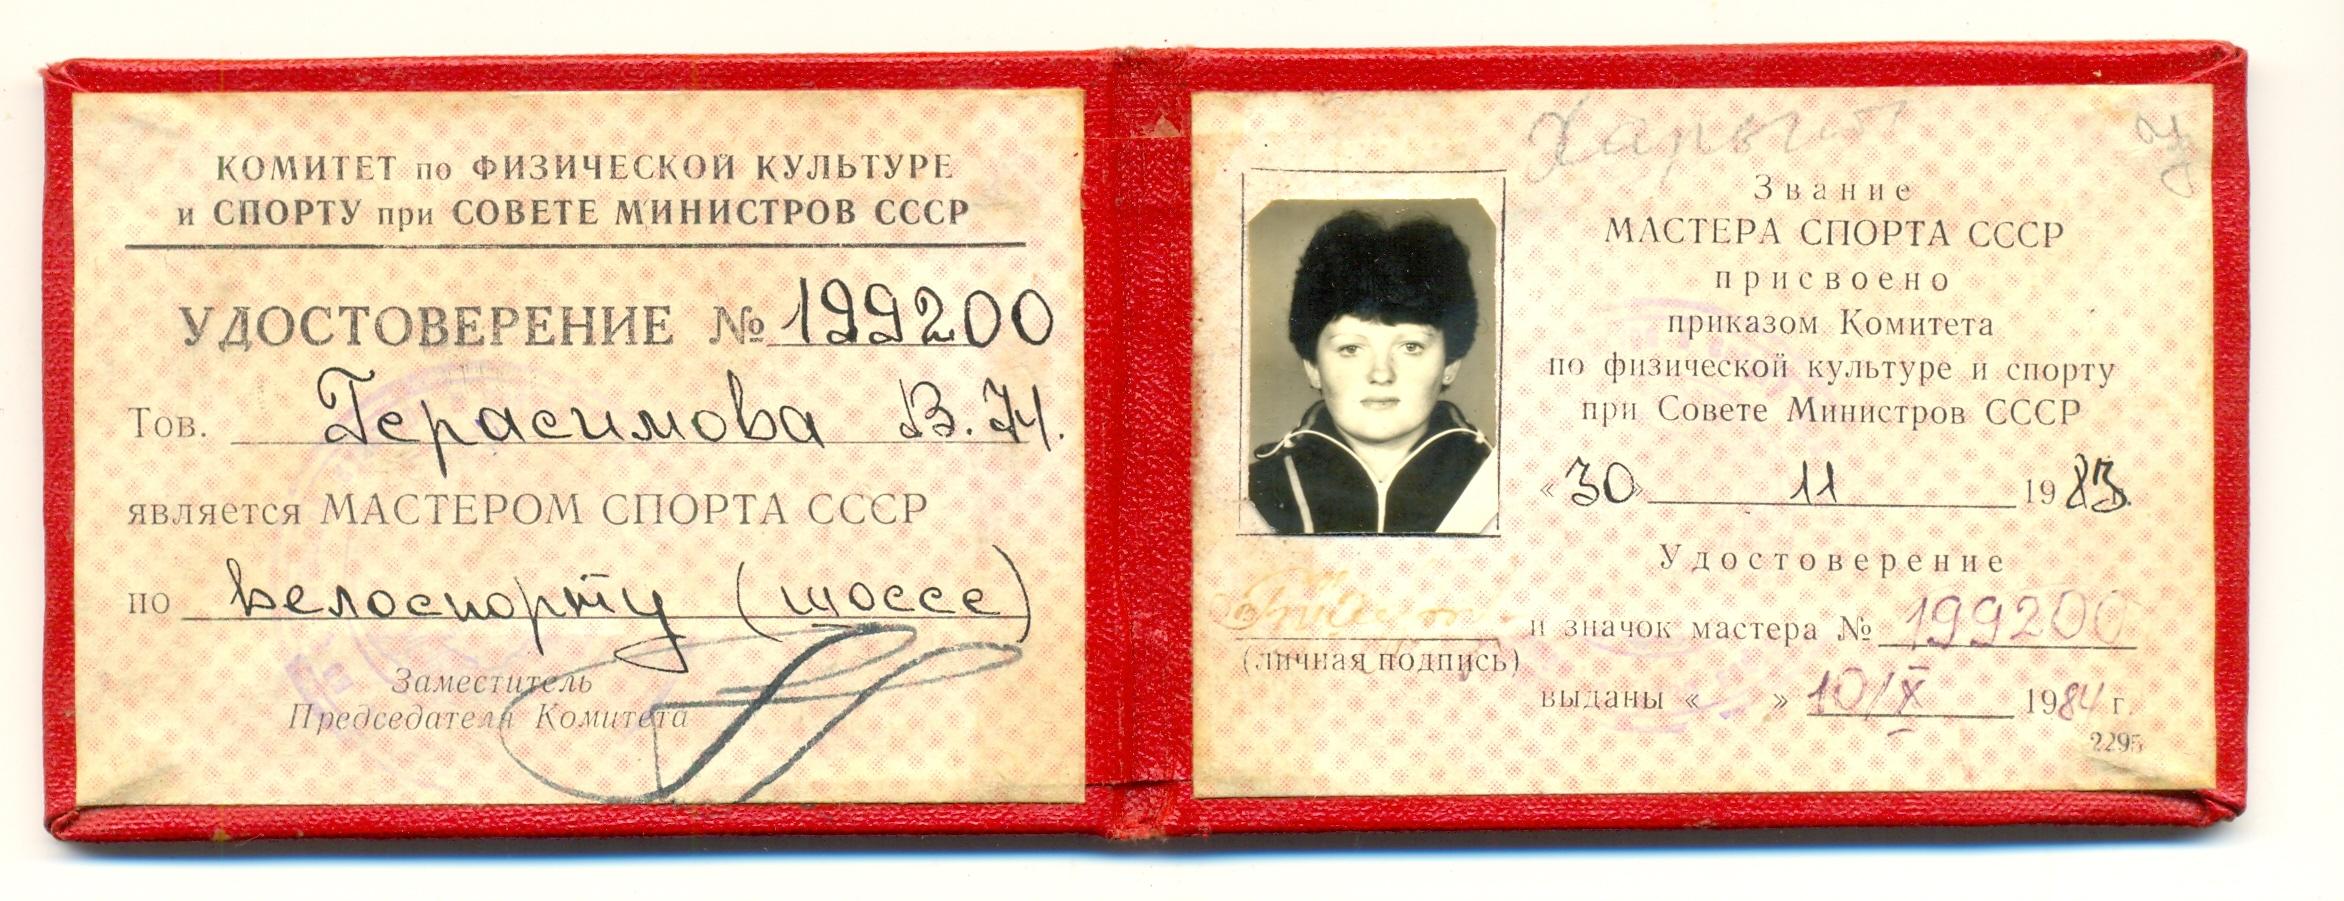 КОМИТЕТ по ФИЗИЧЕСКОЙ КУЛЬТУРЕ
и СПОРТУ при СОВЕТЕ МИНИСТРОВ СССР
УДОСТОВЕРЕНИЕ № 199200
Тов. Герасимова В. Н.
является МАСТЕРОМ СПОРТА СССР
по велоспорту (шоссе)
Заместитель
Председателя Комитета
Звание
МАСТЕРА СПОРТА СССР
присвоено
приказом Комитета
по физической культуре и спорту
при Совете Министров СССР
«30» 11 1983.
Удостоверение
и значок мастера № 199200
(личная подпись)
выданы « » 10/X 1984 г.
2295